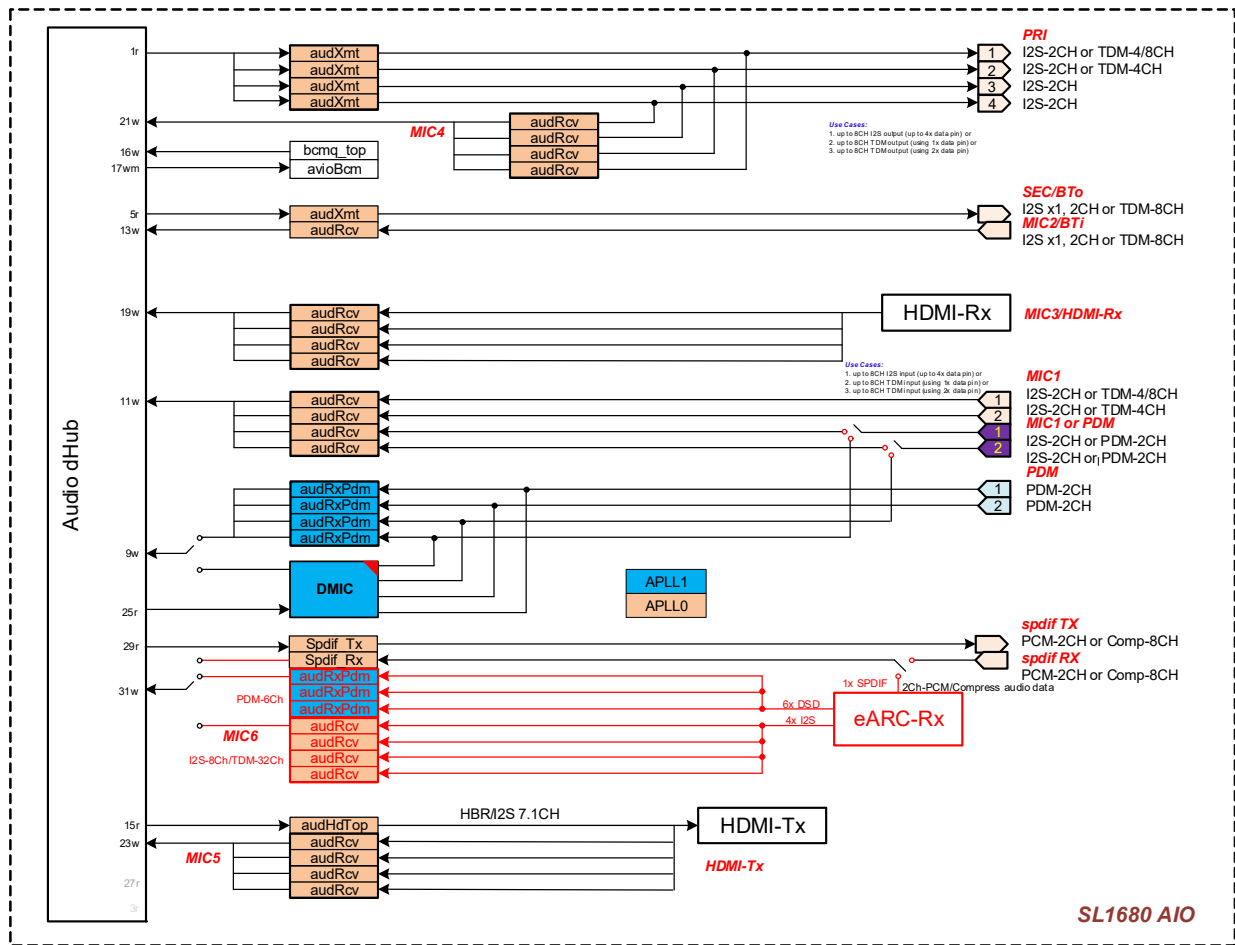 Audio dHub
1r
audXmt
audXmt
audXmt
audXmt
PRI
1
I2S-2CH or TDM-4/8CH
2
I2S-2CH or TDM-4CH
3
I2S-2CH
4
I2S-2CH
21w
MIC4
audRcv
audRcv
audRcv
audRcv
Use Cases:
1. up to 8CH I2S output (up to 4x data pin) or
2. up to 8CH TDM output (using 1x data pin) or
3. up to 8CH TDM output (using 2x data pin)
16w
bcmq_top
17wm
avioBcm
5r
audXmt
SEC/BTo
I2S x1, 2CH or TDM-8CH
13w
audRcv
MIC2/BTi
I2S x1, 2CH or TDM-8CH
19w
audRcv
audRcv
audRcv
audRcv
HDMI-Rx
MIC3/HDMI-Rx
Use Cases:
1. up to 8CH I2S input (up to 4x data pin) or
2. up to 8CH TDM input (using 1x data pin) or
3. up to 8CH TDM input (using 2x data pin)
11w
audRcv
audRcv
audRcv
audRcv
MIC1
1
I2S-2CH or TDM-4/8CH
2
I2S-2CH or TDM-4CH
MIC1 or PDM
1
I2S-2CH or PDM-2CH
2
I2S-2CH or PDM-2CH
PDM
1
PDM-2CH
2
PDM-2CH
audRxPdm
audRxPdm
audRxPdm
audRxPdm
9w
DMIC
25r
APLL1
APLL0
29r
Spdif_Tx
spdif TX
PCM-2CH or Comp-8CH
Spdif_Rx
spdif RX
PCM-2CH or Comp-8CH
31w
audRxPdm
audRxPdm
audRxPdm
PDM-6Ch
1x SPDIF
2Ch-PCM/Compress audio data
6x DSD
4x I2S
eARC-Rx
MIC6
I2S-8Ch/TDM-32Ch
audRcv
audRcv
audRcv
audRcv
15r
audHdTop
HBR/I2S 7.1CH
HDMI-Tx
23w
MIC5
audRcv
audRcv
audRcv
audRcv
HDMI-Tx
27r
3r
SL1680 AIO